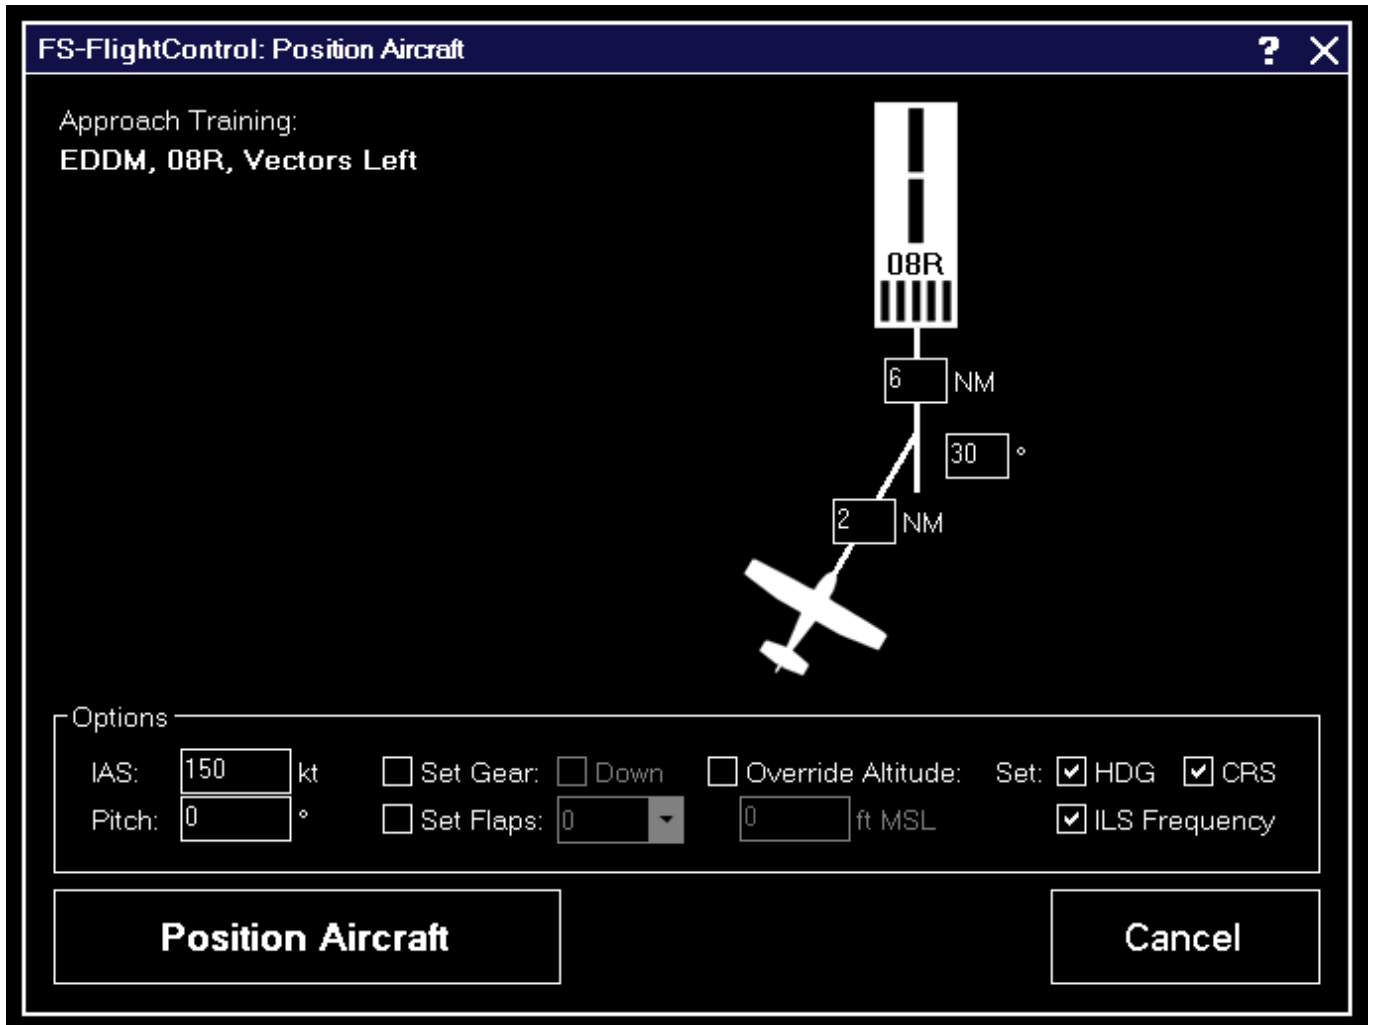 FS-FlightControl: Position Aircraft ? X
Approach Training:
EDDM, 08R, Vectors Left
08R
6 NM
30 °
2 NM
Options
IAS: 150 kt Set Gear: Down Override Altitude: Set: HDG CRS
Pitch: 0 ° Set Flaps: 0 0 ft MSL ILS Frequency
Position Aircraft Cancel